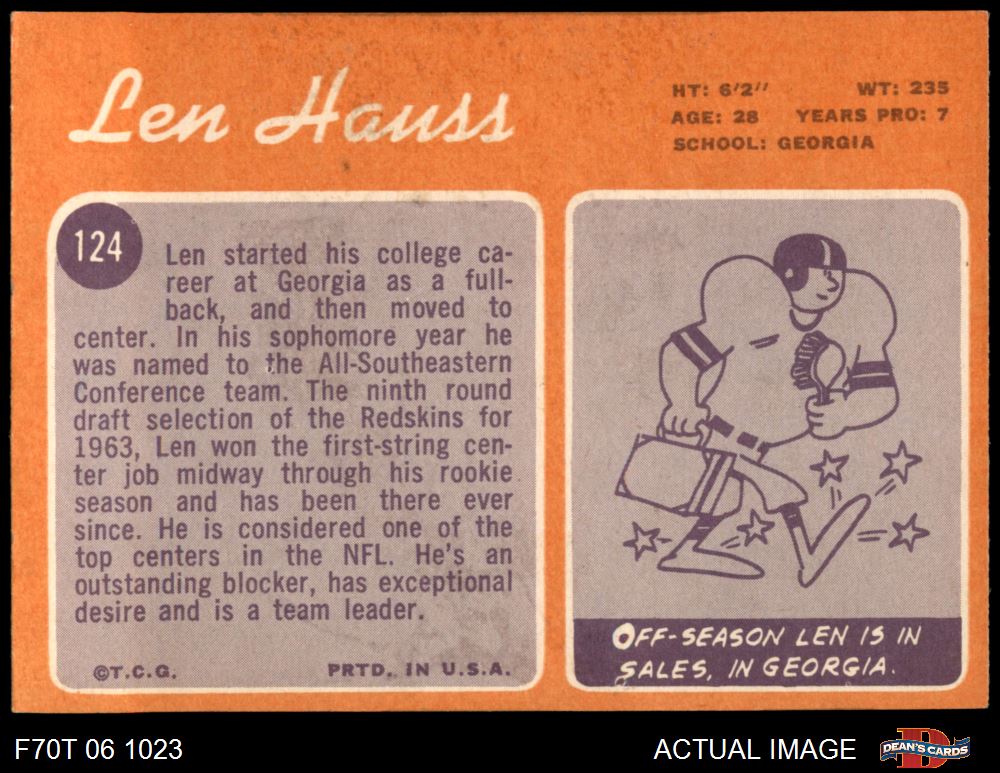 Len Hauss
HT: 6'2" WT: 235
AGE: 28 YEARS PRO: 7
SCHOOL: GEORGIA
124
Len started his college ca-
reer at Georgia as a full-
back, and then moved to
center. In his sophomore year he
was named to the All-Southeastern
Conference team. The ninth round
draft selection of the Redskins for
1963, Len won the first-string cen-
ter job midway through his rookie
season and has been there ever
since. He is considered one of the
top centers in the NFL. He's an
outstanding blocker, has exceptional
desire and is a team leader.
©T.C.G. PRTD. IN U.S.A.
OFF-SEASON LEN IS IN
SALES, IN GEORGIA.
F70T 06 1023 ACTUAL IMAGE DEAN'S CARDS